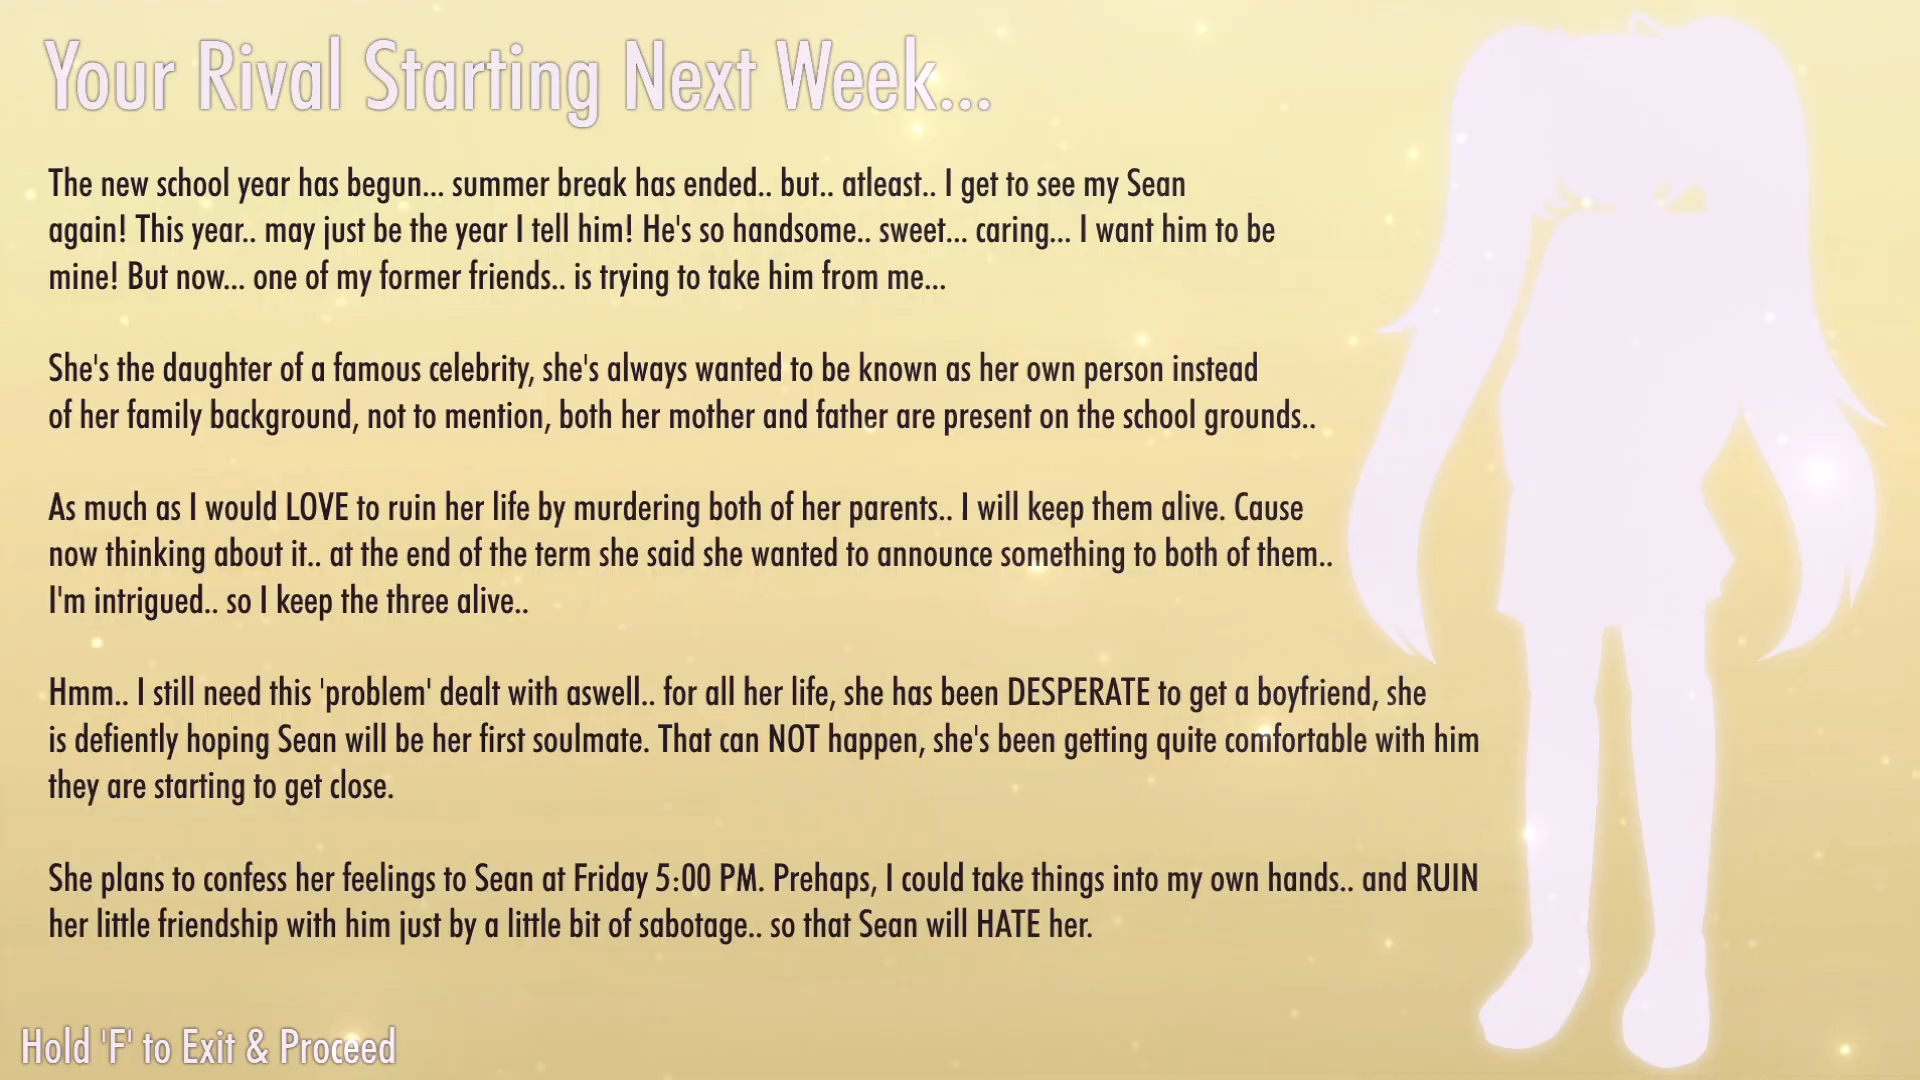 Your Rival Starting Next Week...
The new school year has begun... summer break has ended.. but.. atleast.. I get to see my Sean
again! This year.. may just be the year I tell him! He's so handsome.. sweet... caring... I want him to be
mine! But now... one of my former friends.. is trying to take him from me...
She's the daughter of a famous celebrity, she's always wanted to be known as her own person instead
of her family background, not to mention, both her mother and father are present on the school grounds..
As much as I would LOVE to ruin her life by murdering both of her parents.. I will keep them alive. Cause
now thinking about it.. at the end of the term she said she wanted to announce something to both of them..
I'm intrigued.. so I keep the three alive..
Hmm.. I still need this 'problem' dealt with aswell.. for all her life, she has been DESPERATE to get a boyfriend, she
is defiently hoping Sean will be her first soulmate. That can NOT happen, she's been getting quite comfortable with him
they are starting to get close.
She plans to confess her feelings to Sean at Friday 5:00 PM. Prehaps, I could take things into my own hands.. and RUIN
her little friendship with him just by a little bit of sabotage.. so that Sean will HATE her.
Hold 'F' to Exit & Proceed